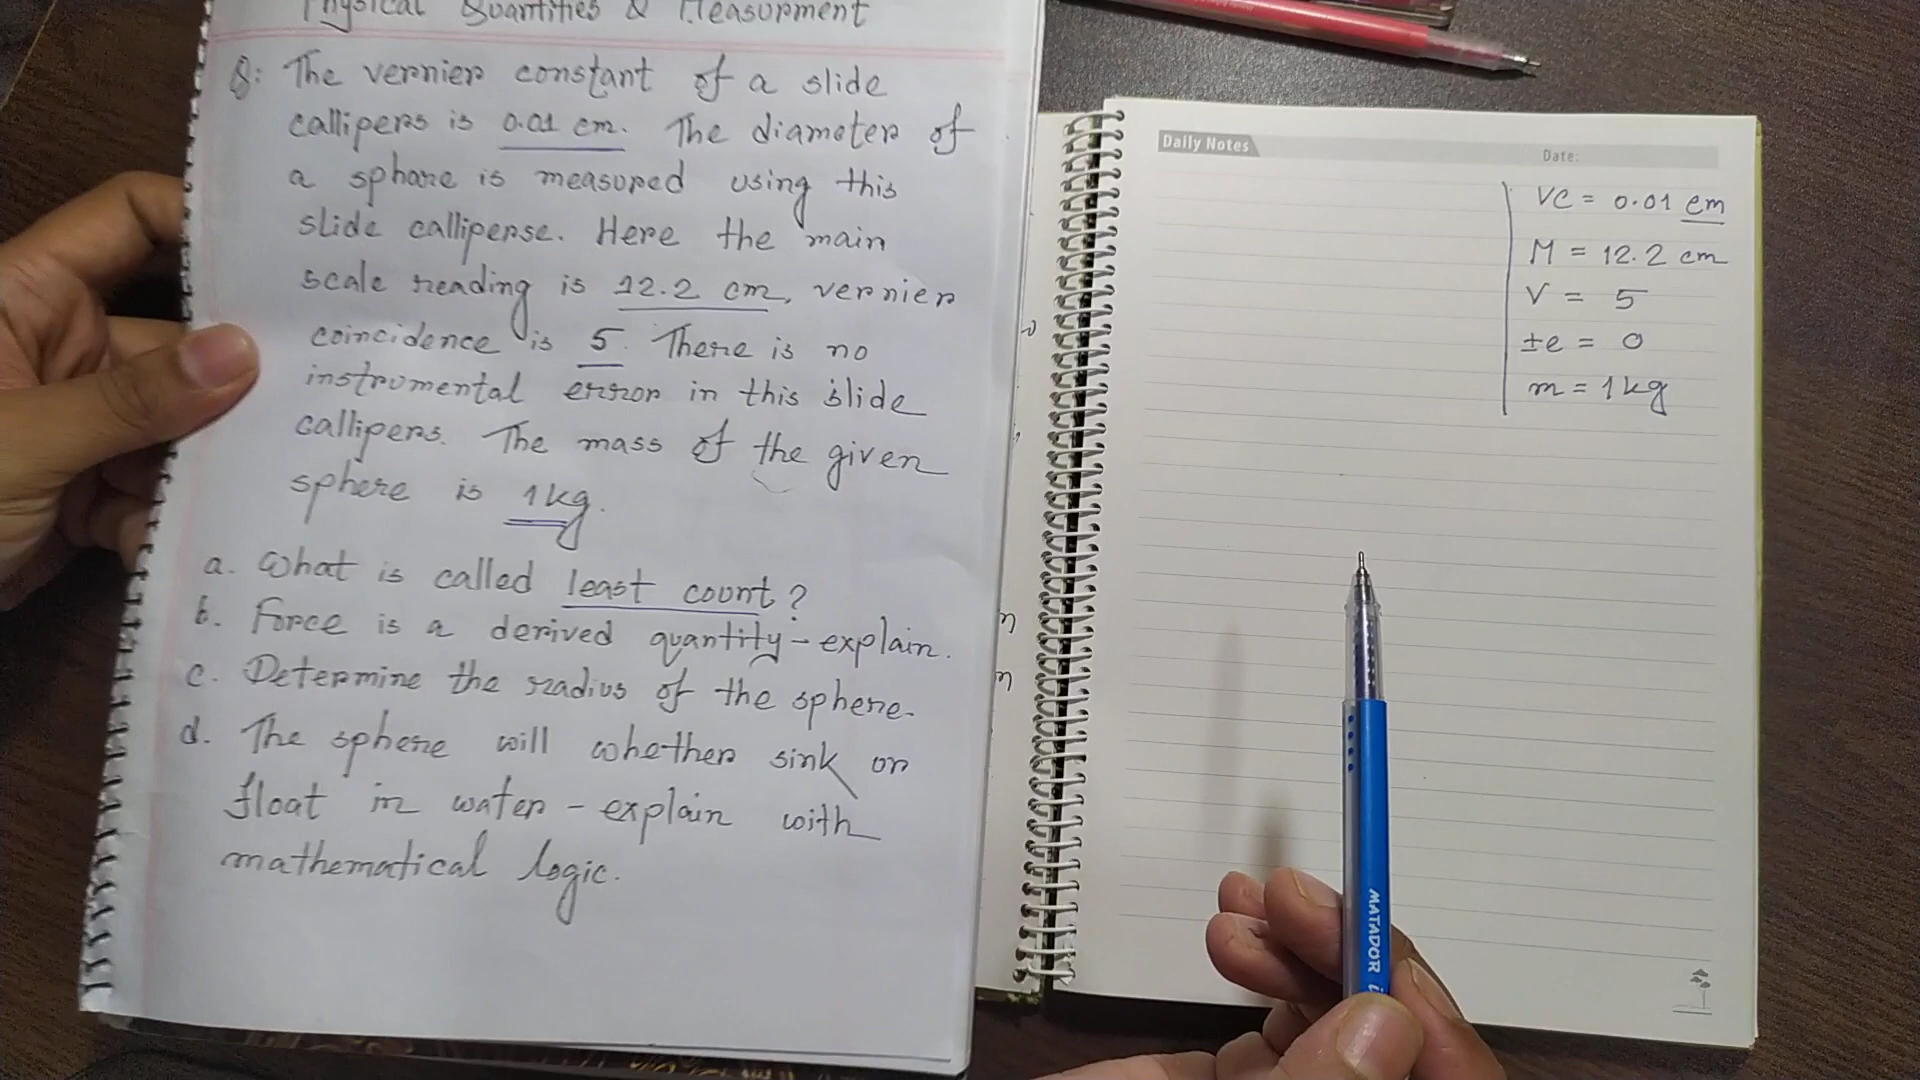 Physical Quantities & Measurment
Q: The vernier constant of a slide
callipers is 0.01 cm. The diameter of
a sphare is measured using this
slide calliperse. Here the main
scale reading is 12.2 cm, vernier
coincidence is 5. There is no
instrumental error in this slide
callipers. The mass of the given
sphere is 1kg.
a. What is called least count?
b. Force is a derived quantity - explain.
c. Determine the radius of the sphere.
d. The sphere will whether sink or
float in water - explain with
mathematical logic.
Daily Notes
Date:
VC = 0.01 cm
M = 12.2 cm
V = 5
±e = 0
m = 1kg
MATADOR